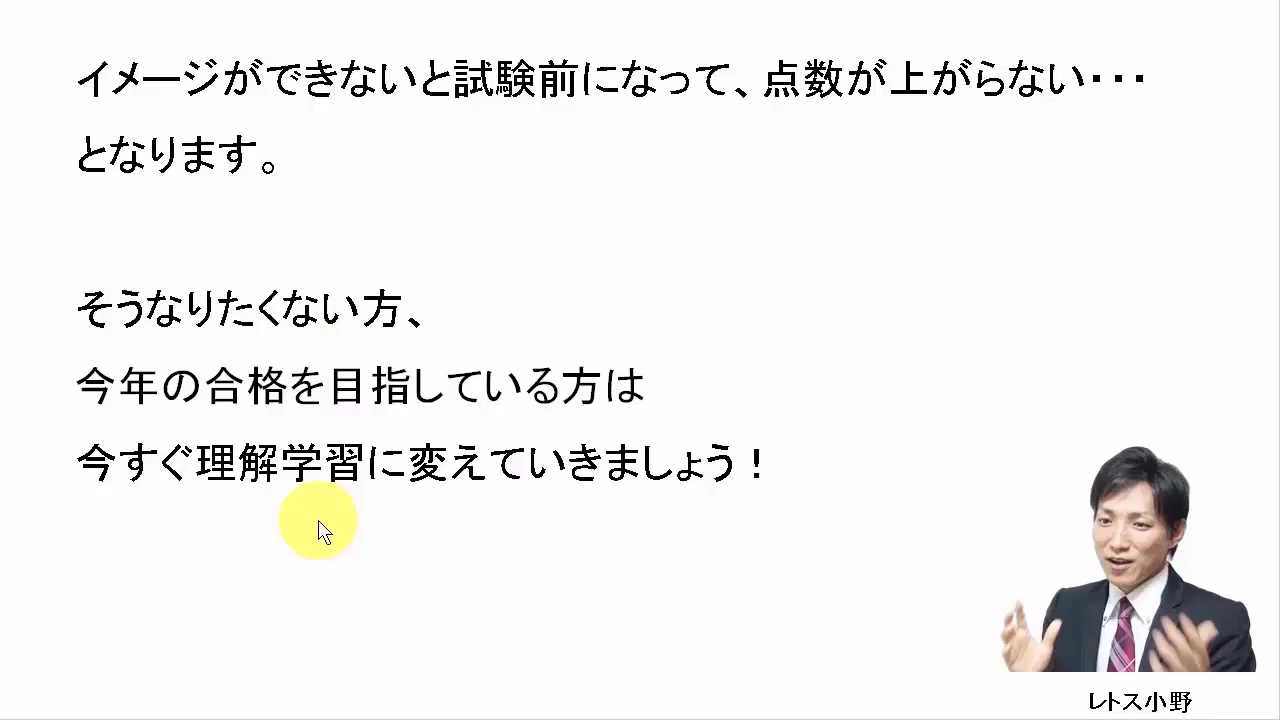 イメージができないと試験前になって、点数が上がらない・・・
となります。
そうなりたくない方、
今年の合格を目指している方は
今すぐ理解学習に変えていきましょう！
レトス小野